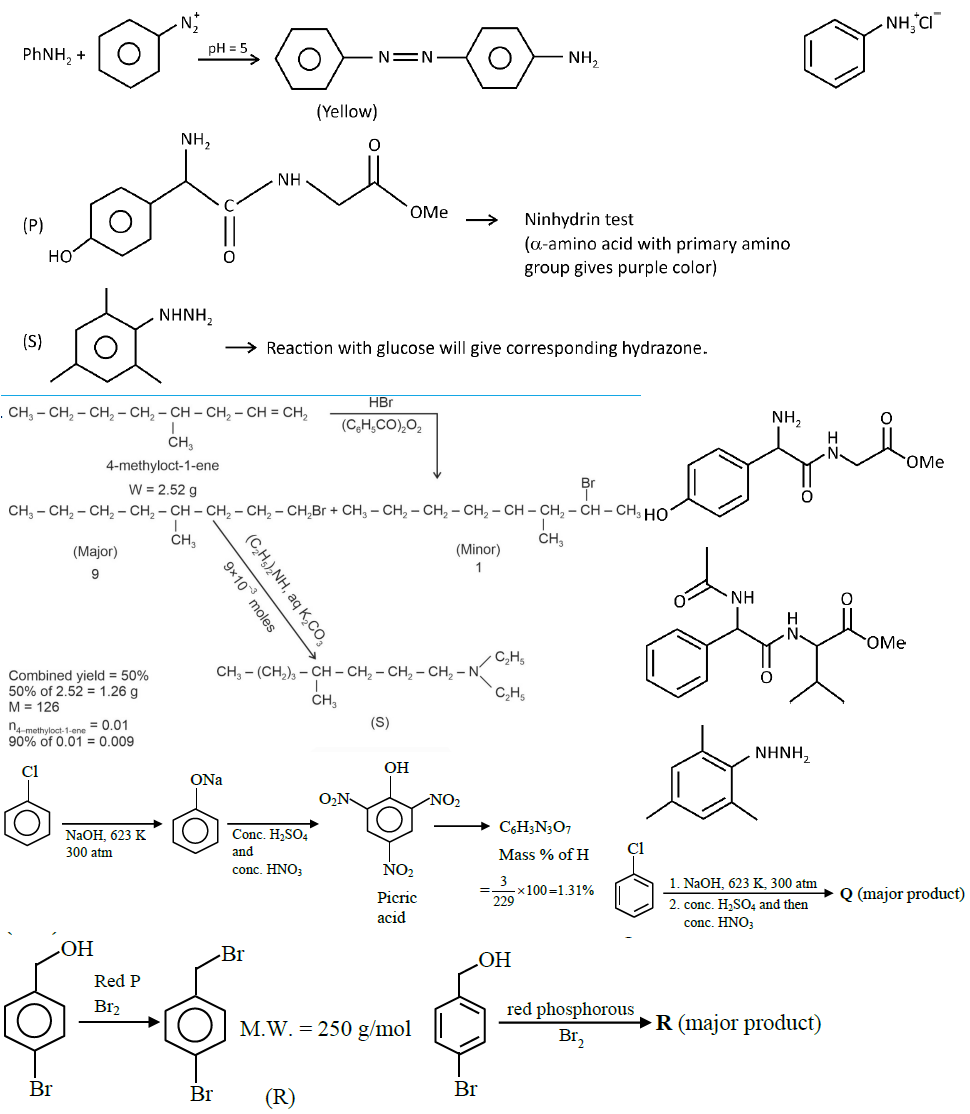 PhNH₂ + N₂⁺ pH = 5 N=N NH₂ NH₃⁺Cl⁻
(Yellow)
NH₂ O
NH
(P) C OMe → Ninhydrin test
HO O (α-amino acid with primary amino
group gives purple color)
(S) NHNH₂ → Reaction with glucose will give corresponding hydrazone.
CH₃ – CH₂ – CH₂ – CH₂ – CH – CH₂ – CH = CH₂
CH₃
HBr
(C₆H₅CO)₂O₂
4-methyloct-1-ene
W = 2.52 g
CH₃ – CH₂ – CH₂ – CH₂ – CH – CH₂ – CH₂ – CH₂Br + CH₃ – CH₂ – CH₂ – CH₂ – CH – CH₂ – CH – CH₃
CH₃
Br
CH₃
(Major)
9
(Minor)
1
(C₂H₅)₂NH, aq K₂CO₃
9×10⁻³ moles
CH₃ – (CH₂)₃ – CH – CH₂ – CH₂ – CH₂ – N
C₂H₅
C₂H₅
CH₃
(S)
Combined yield = 50%
50% of 2.52 = 1.26 g
M = 126
n₄₋methyloct-1-ene = 0.01
90% of 0.01 = 0.009
NH₂ O
H
N OMe
O
HO
O NH O
H
N OMe
O
NHNH₂
Cl
NaOH, 623 K
300 atm
ONa
Conc. H₂SO₄
and
conc. HNO₃
OH
O₂N NO₂
NO₂
Picric
acid
C₆H₃N₃O₇
Mass % of H
= 3/229 ×100=1.31%
Cl
1. NaOH, 623 K, 300 atm
2. conc. H₂SO₄ and then
conc. HNO₃
Q (major product)
OH
Red P
Br₂
Br
Br
M.W. = 250 g/mol
Br
(R)
OH
red phosphorous
Br₂
R (major product)
Br